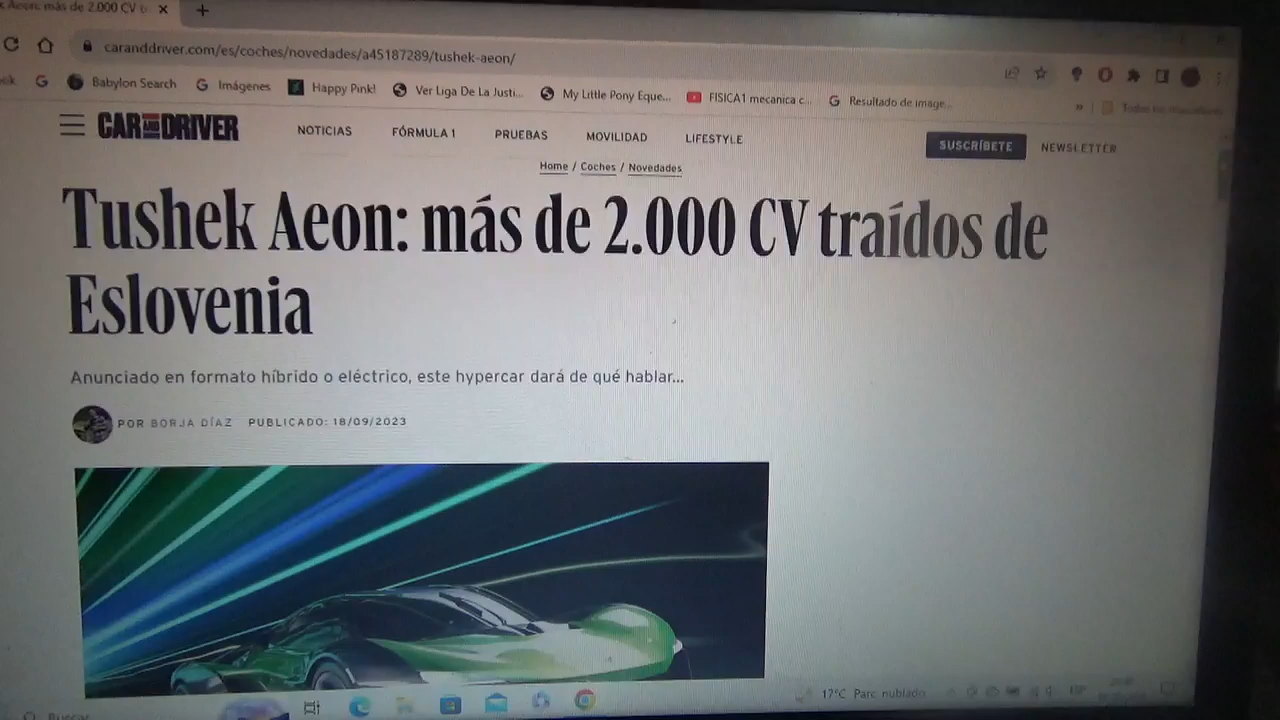 Aeon: más de 2.000 CV
caranddriver.com/es/coches/novedades/a45187289/tushek-aeon/
Babylon Search Imágenes Happy Pink! Ver Liga De La Justi... My Little Pony Eque... FISICA1 mecanica c... Resultado de image... »
CAR AND DRIVER NOTICIAS FÓRMULA 1 PRUEBAS MOVILIDAD LIFESTYLE SUSCRÍBETE NEWSLETTER
Home / Coches / Novedades
Tushek Aeon: más de 2.000 CV traídos de
Eslovenia
Anunciado en formato híbrido o eléctrico, este hypercar dará de qué hablar...
POR BORJA DÍAZ PUBLICADO: 18/09/2023
17°C Parc. nublado ESP
Buscar